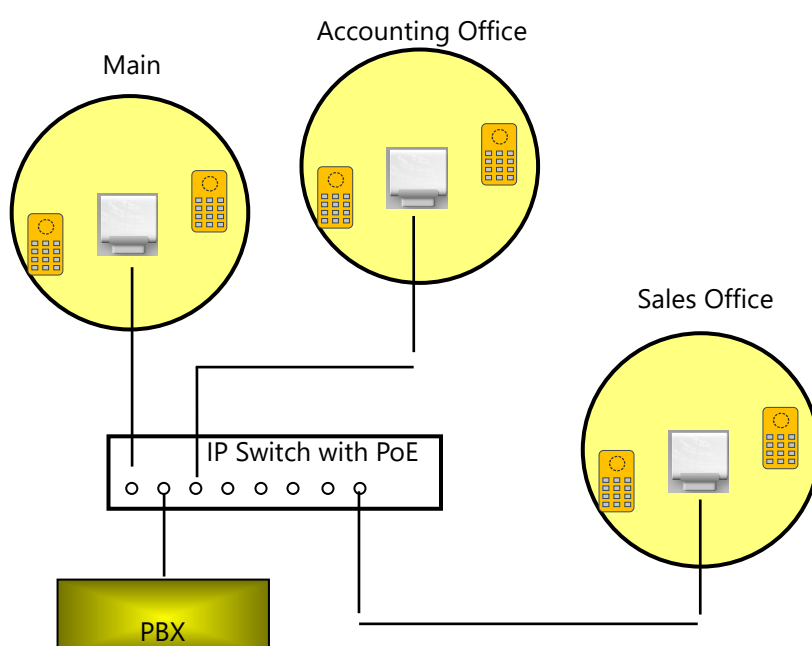 Accounting Office
Main
Sales Office
IP Switch with PoE
PBX